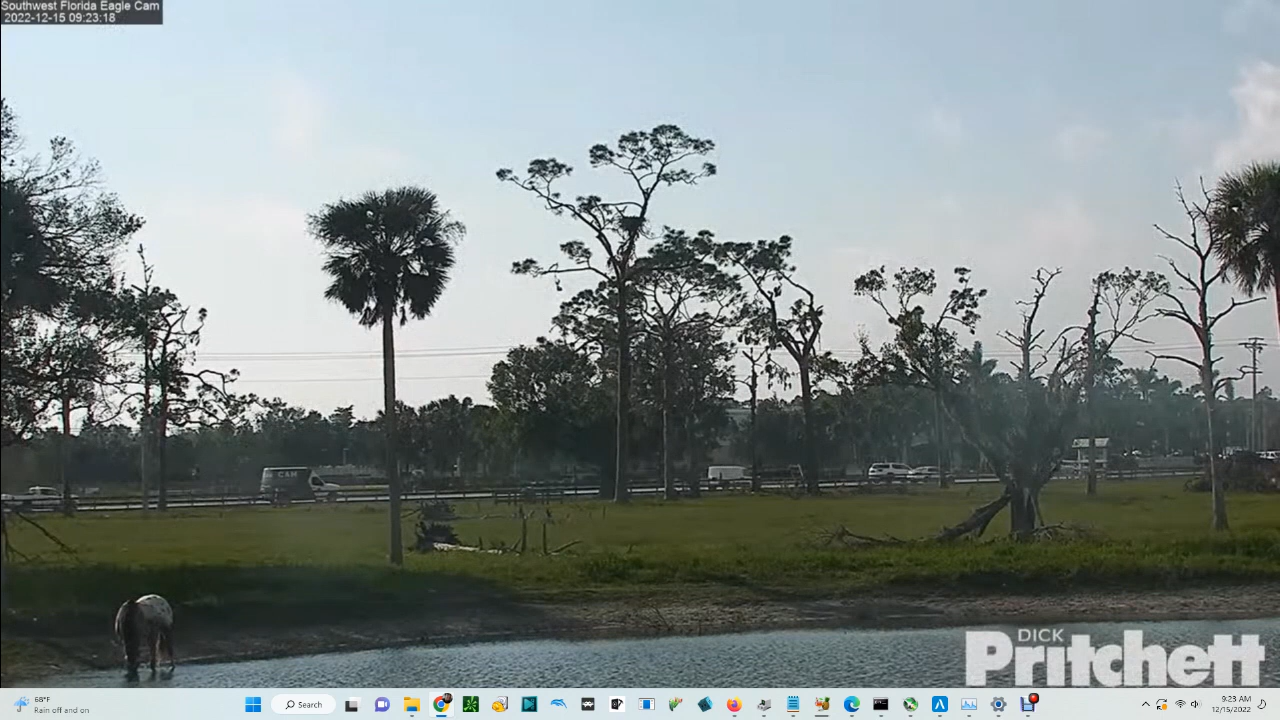 Southwest Florida Eagle Cam
2022-12-15 09:23:18
DICK
Pritchett
68°F
Rain off and on
Search
9:23 AM
12/15/2022